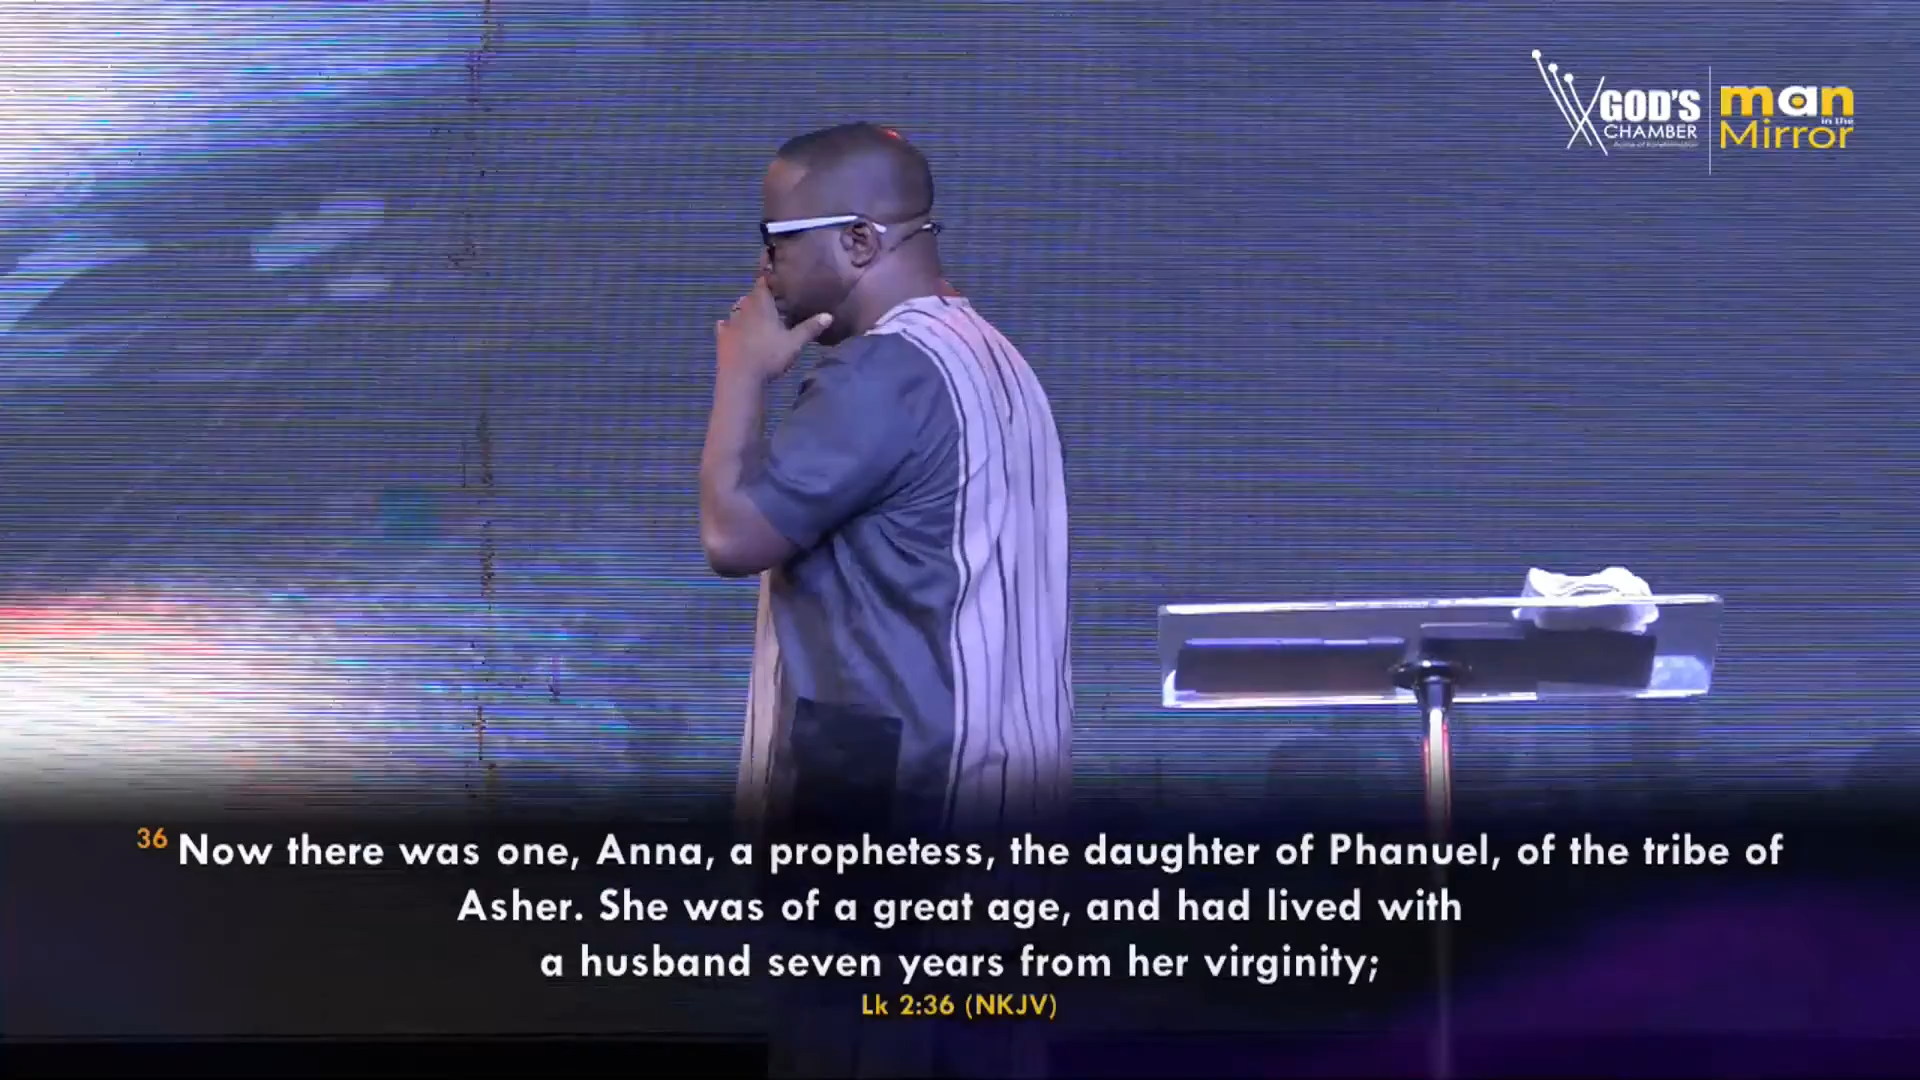 GOD'S
CHAMBER
man
in the
Mirror
36 Now there was one, Anna, a prophetess, the daughter of Phanuel, of the tribe of
Asher. She was of a great age, and had lived with
a husband seven years from her virginity;
Lk 2:36 (NKJV)